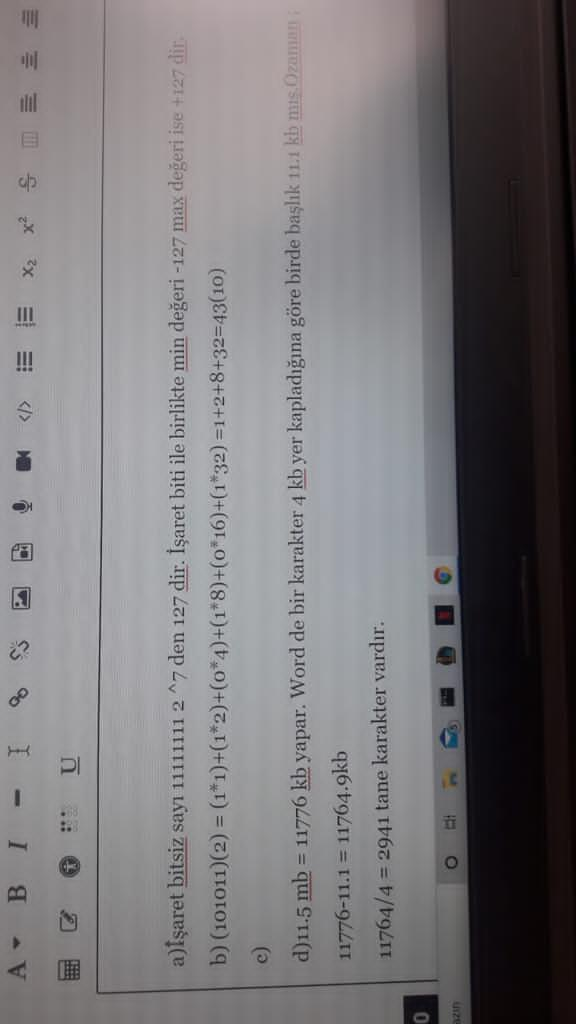 A B I U
a)İşaret bitsiz sayı 11111111 2 ^7 den 127 dir. İşaret biti ile birlikte min değeri -127 max değeri ise +127 dir.
b) (101011)(2) = (1*1)+(1*2)+(0*4)+(1*8)+(0*16)+(1*32) =1+2+8+32=43(10)
c)
d)11.5 mb = 11776 kb yapar. Word de bir karakter 4 kb yer kapladığına göre birde başlık 11.1 kb mış.Ozaman ;
11776-11.1 = 11764.9kb
11764/4 = 2941 tane karakter vardır.